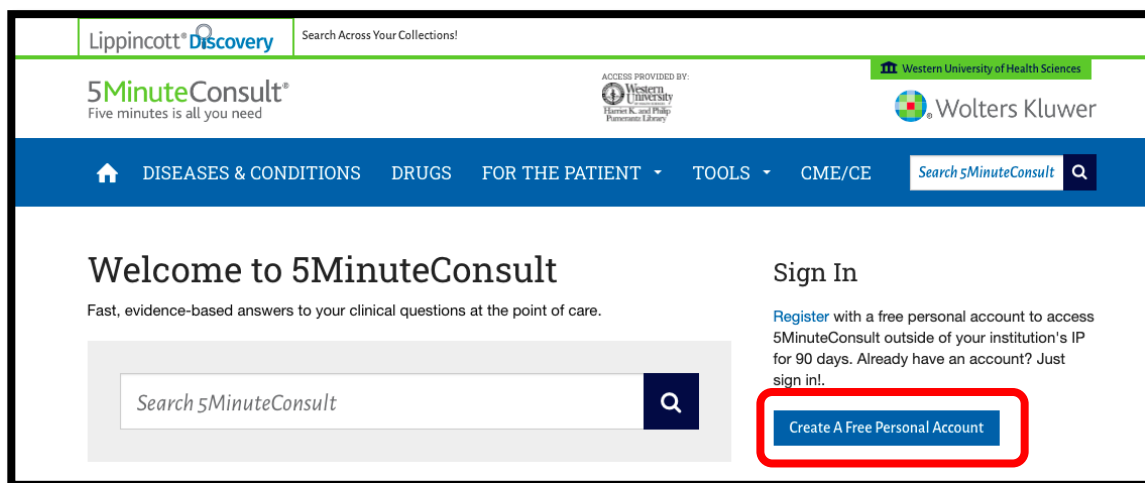 Lippincott® Discovery
Search Across Your Collections!
Western University of Health Sciences
5MinuteConsult®
Five minutes is all you need
ACCESS PROVIDED BY:
Western
University
Harriet K. and Philip
Pumerantz Library
Wolters Kluwer
DISEASES & CONDITIONS DRUGS FOR THE PATIENT TOOLS CME/CE Search 5MinuteConsult
Welcome to 5MinuteConsult
Fast, evidence-based answers to your clinical questions at the point of care.
Search 5MinuteConsult
Sign In
Register with a free personal account to access
5MinuteConsult outside of your institution's IP
for 90 days. Already have an account? Just
sign in!.
Create A Free Personal Account